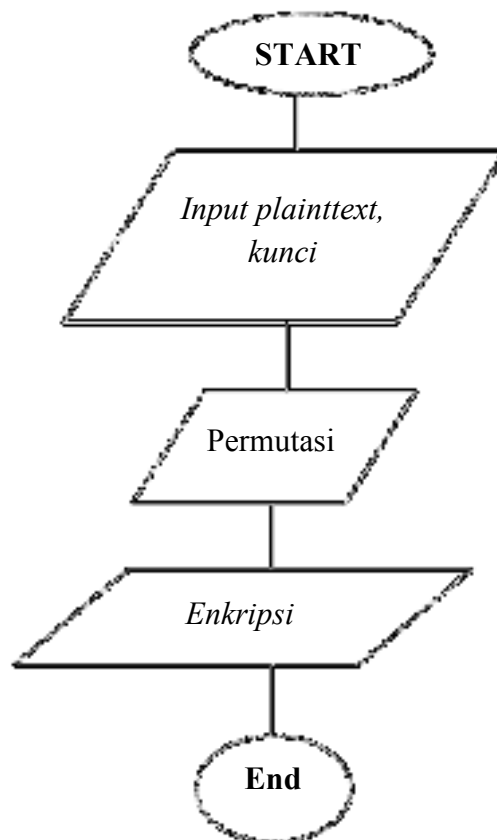 START
Input plainttext,
kunci
Permutasi
Enkripsi
End